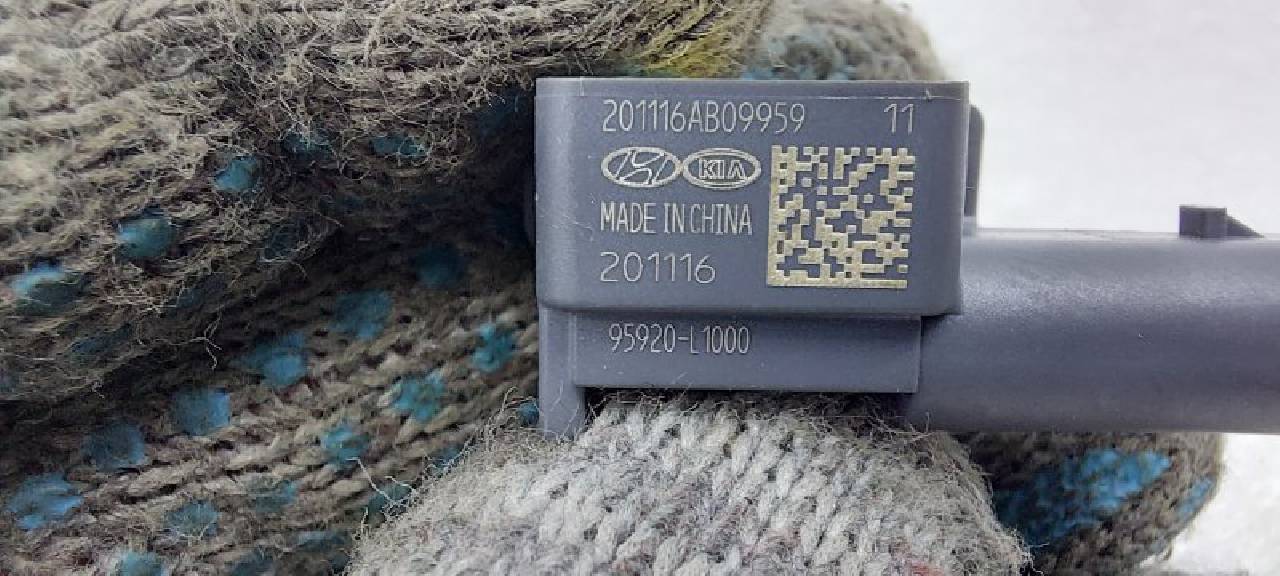 201116AB09959 11
KIA
MADE IN CHINA
201116
95920-L1000